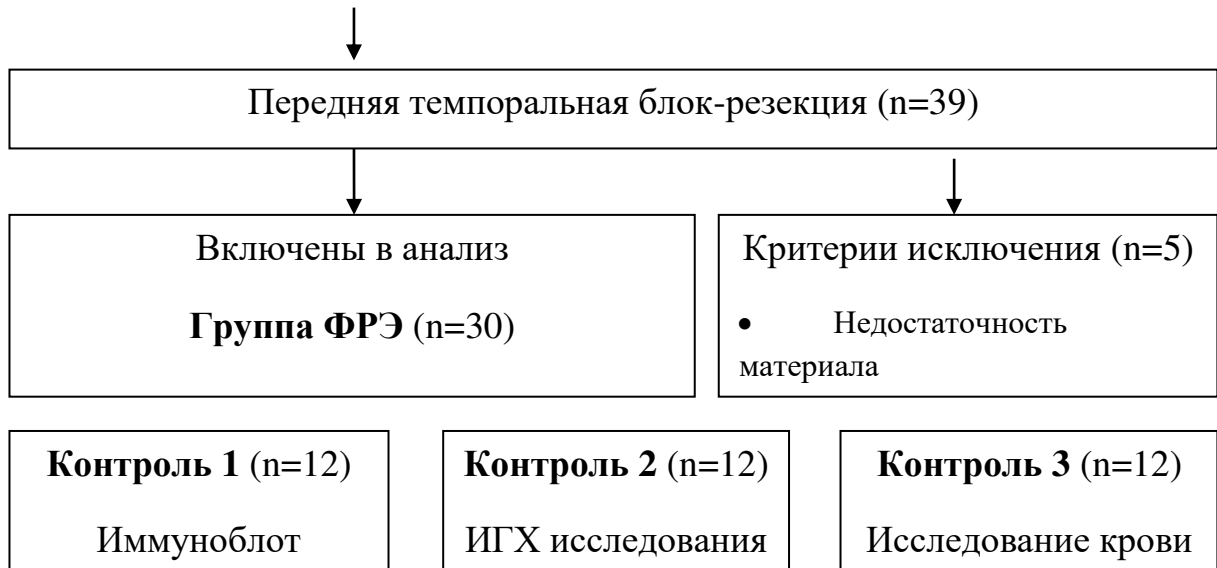 Передняя темпоральная блок-резекция (n=39)
Включены в анализ
Группа ФРЭ (n=30)
Критерии исключения (n=5)
• Недостаточность
материала
Контроль 1 (n=12)
Иммуноблот
Контроль 2 (n=12)
ИГХ исследования
Контроль 3 (n=12)
Исследование крови